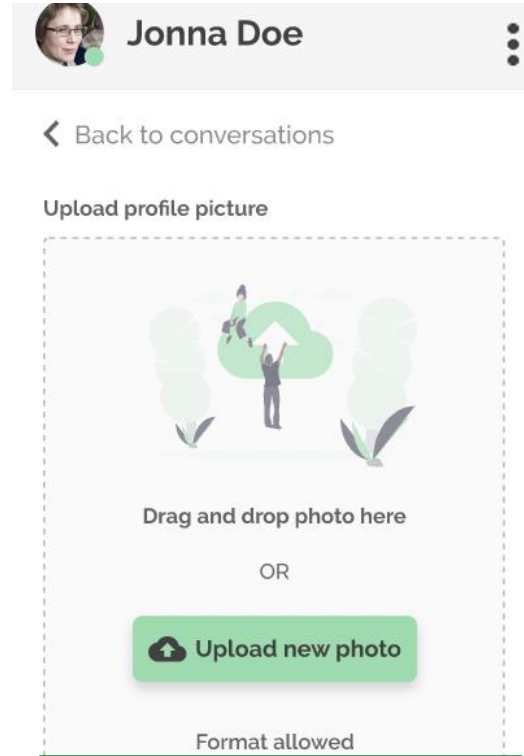 Jonna Doe
Back to conversations
Upload profile picture
Drag and drop photo here
OR
Upload new photo
Format allowed